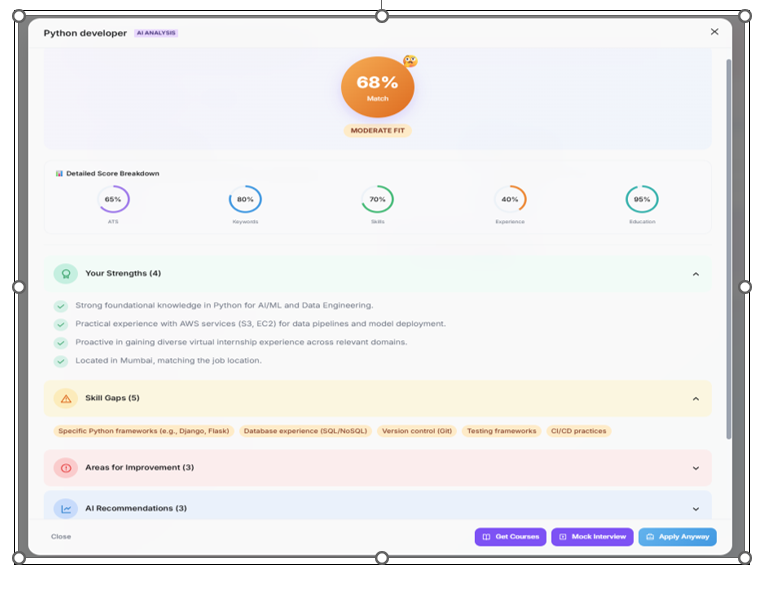 Python developer AI ANALYSIS
68%
Match
MODERATE FIT
Detailed Score Breakdown
65% 80% 70% 40% 95%
ATS Keywords Skills Experience Education
Your Strengths (4)
Strong foundational knowledge in Python for AI/ML and Data Engineering.
Practical experience with AWS services (S3, EC2) for data pipelines and model deployment.
Proactive in gaining diverse virtual internship experience across relevant domains.
Located in Mumbai, matching the job location.
Skill Gaps (5)
Specific Python frameworks (e.g., Django, Flask) Database experience (SQL/NoSQL) Version control (Git) Testing frameworks CI/CD practices
Areas for Improvement (3)
AI Recommendations (3)
Close Get Courses Mock Interview Apply Anyway